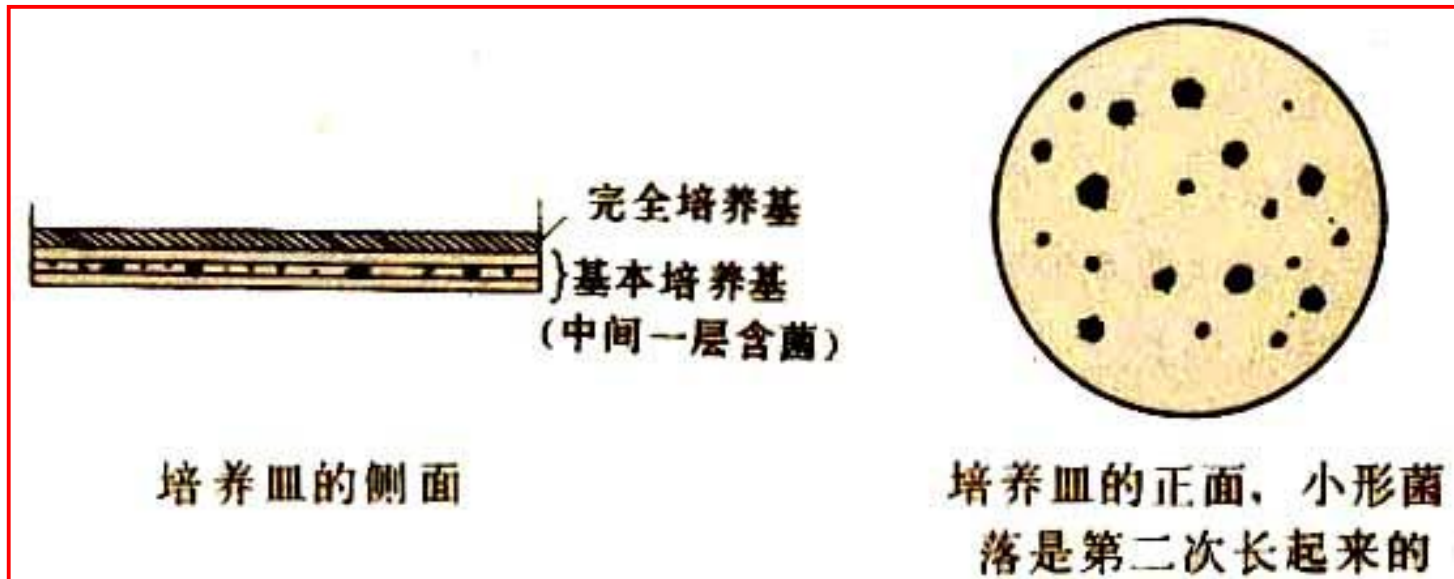 完全培养基
}基本培养基
(中间一层含菌)
培养皿的侧面
培养皿的正面、小形菌
落是第二次长起来的